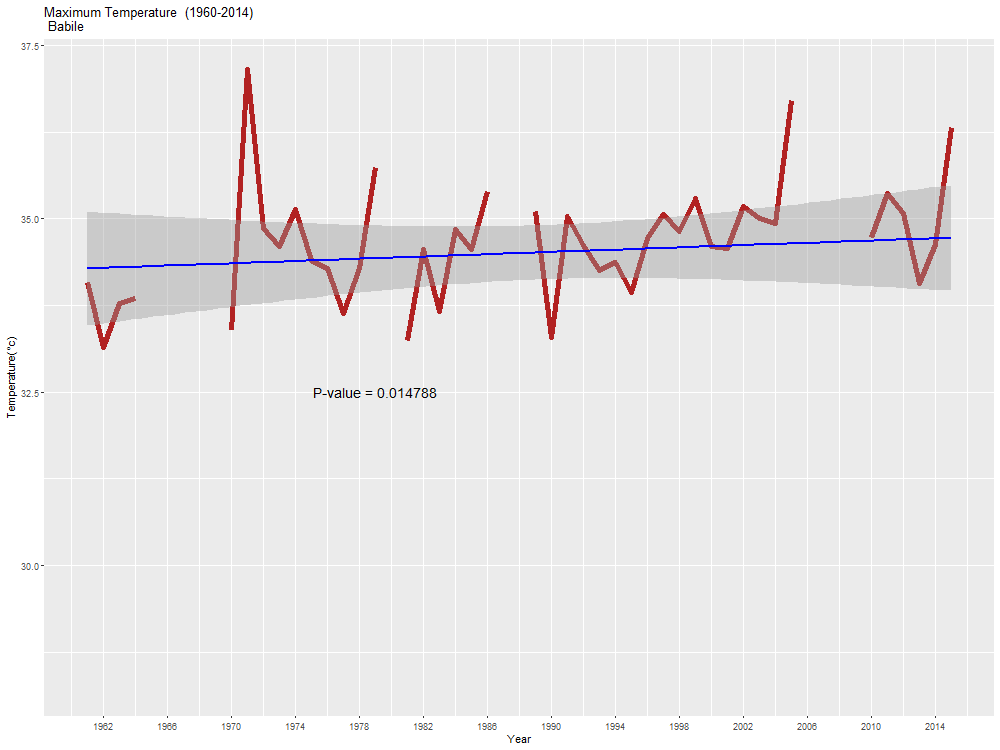 Maximum Temperature  (1960-2014)
Babile
37.5
35.0
32.5
30.0
Temperature(°c)
P-value = 0.014788
1962 1966 1970 1974 1978 1982 1986 1990 1994 1998 2002 2006 2010 2014
Year